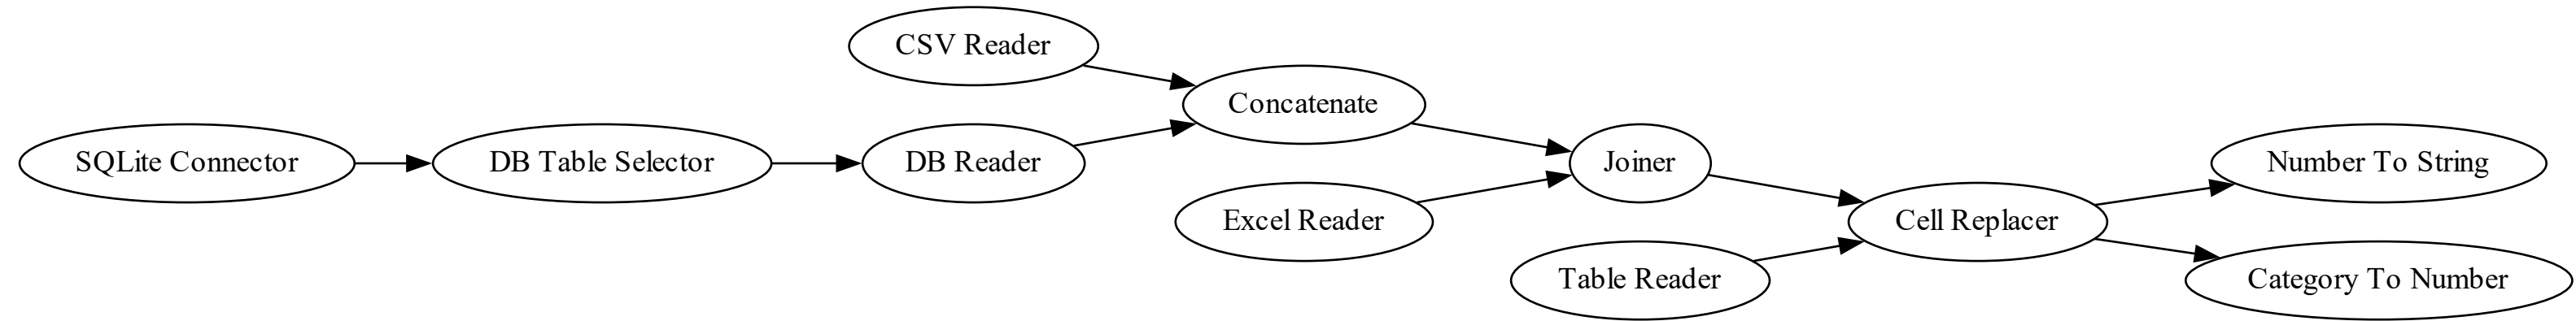 SQLite Connector
DB Table Selector
CSV Reader
DB Reader
Concatenate
Excel Reader
Joiner
Table Reader
Cell Replacer
Number To String
Category To Number